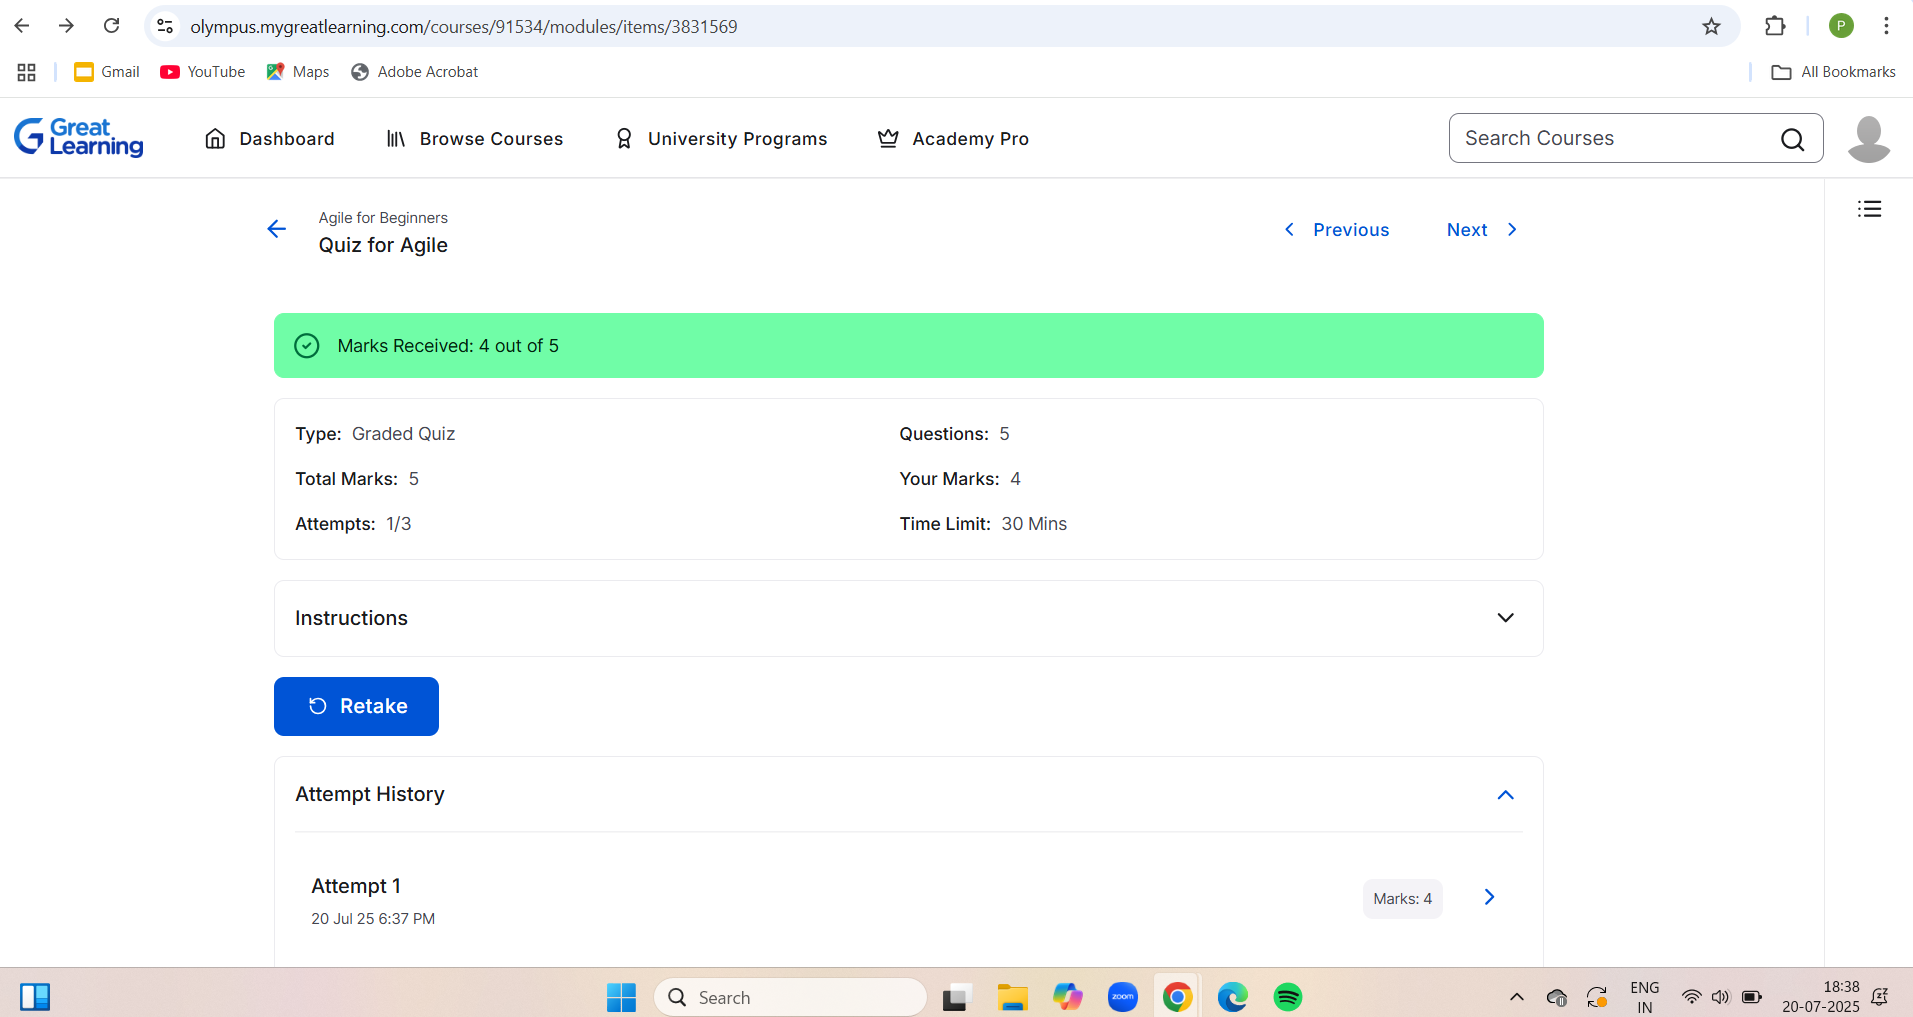 olympus.mygreatlearning.com/courses/91534/modules/items/3831569
P
Gmail
YouTube
Maps
Adobe Acrobat
All Bookmarks
Great Learning
Dashboard
Browse Courses
University Programs
Academy Pro
Search Courses
Agile for Beginners
Quiz for Agile
Previous
Next
Marks Received: 4 out of 5
Type: Graded Quiz
Questions: 5
Total Marks: 5
Your Marks: 4
Attempts: 1/3
Time Limit: 30 Mins
Instructions
Retake
Attempt History
Attempt 1
Marks: 4
20 Jul 25 6:37 PM
Search
zoom
ENG
IN
18:38
20-07-2025